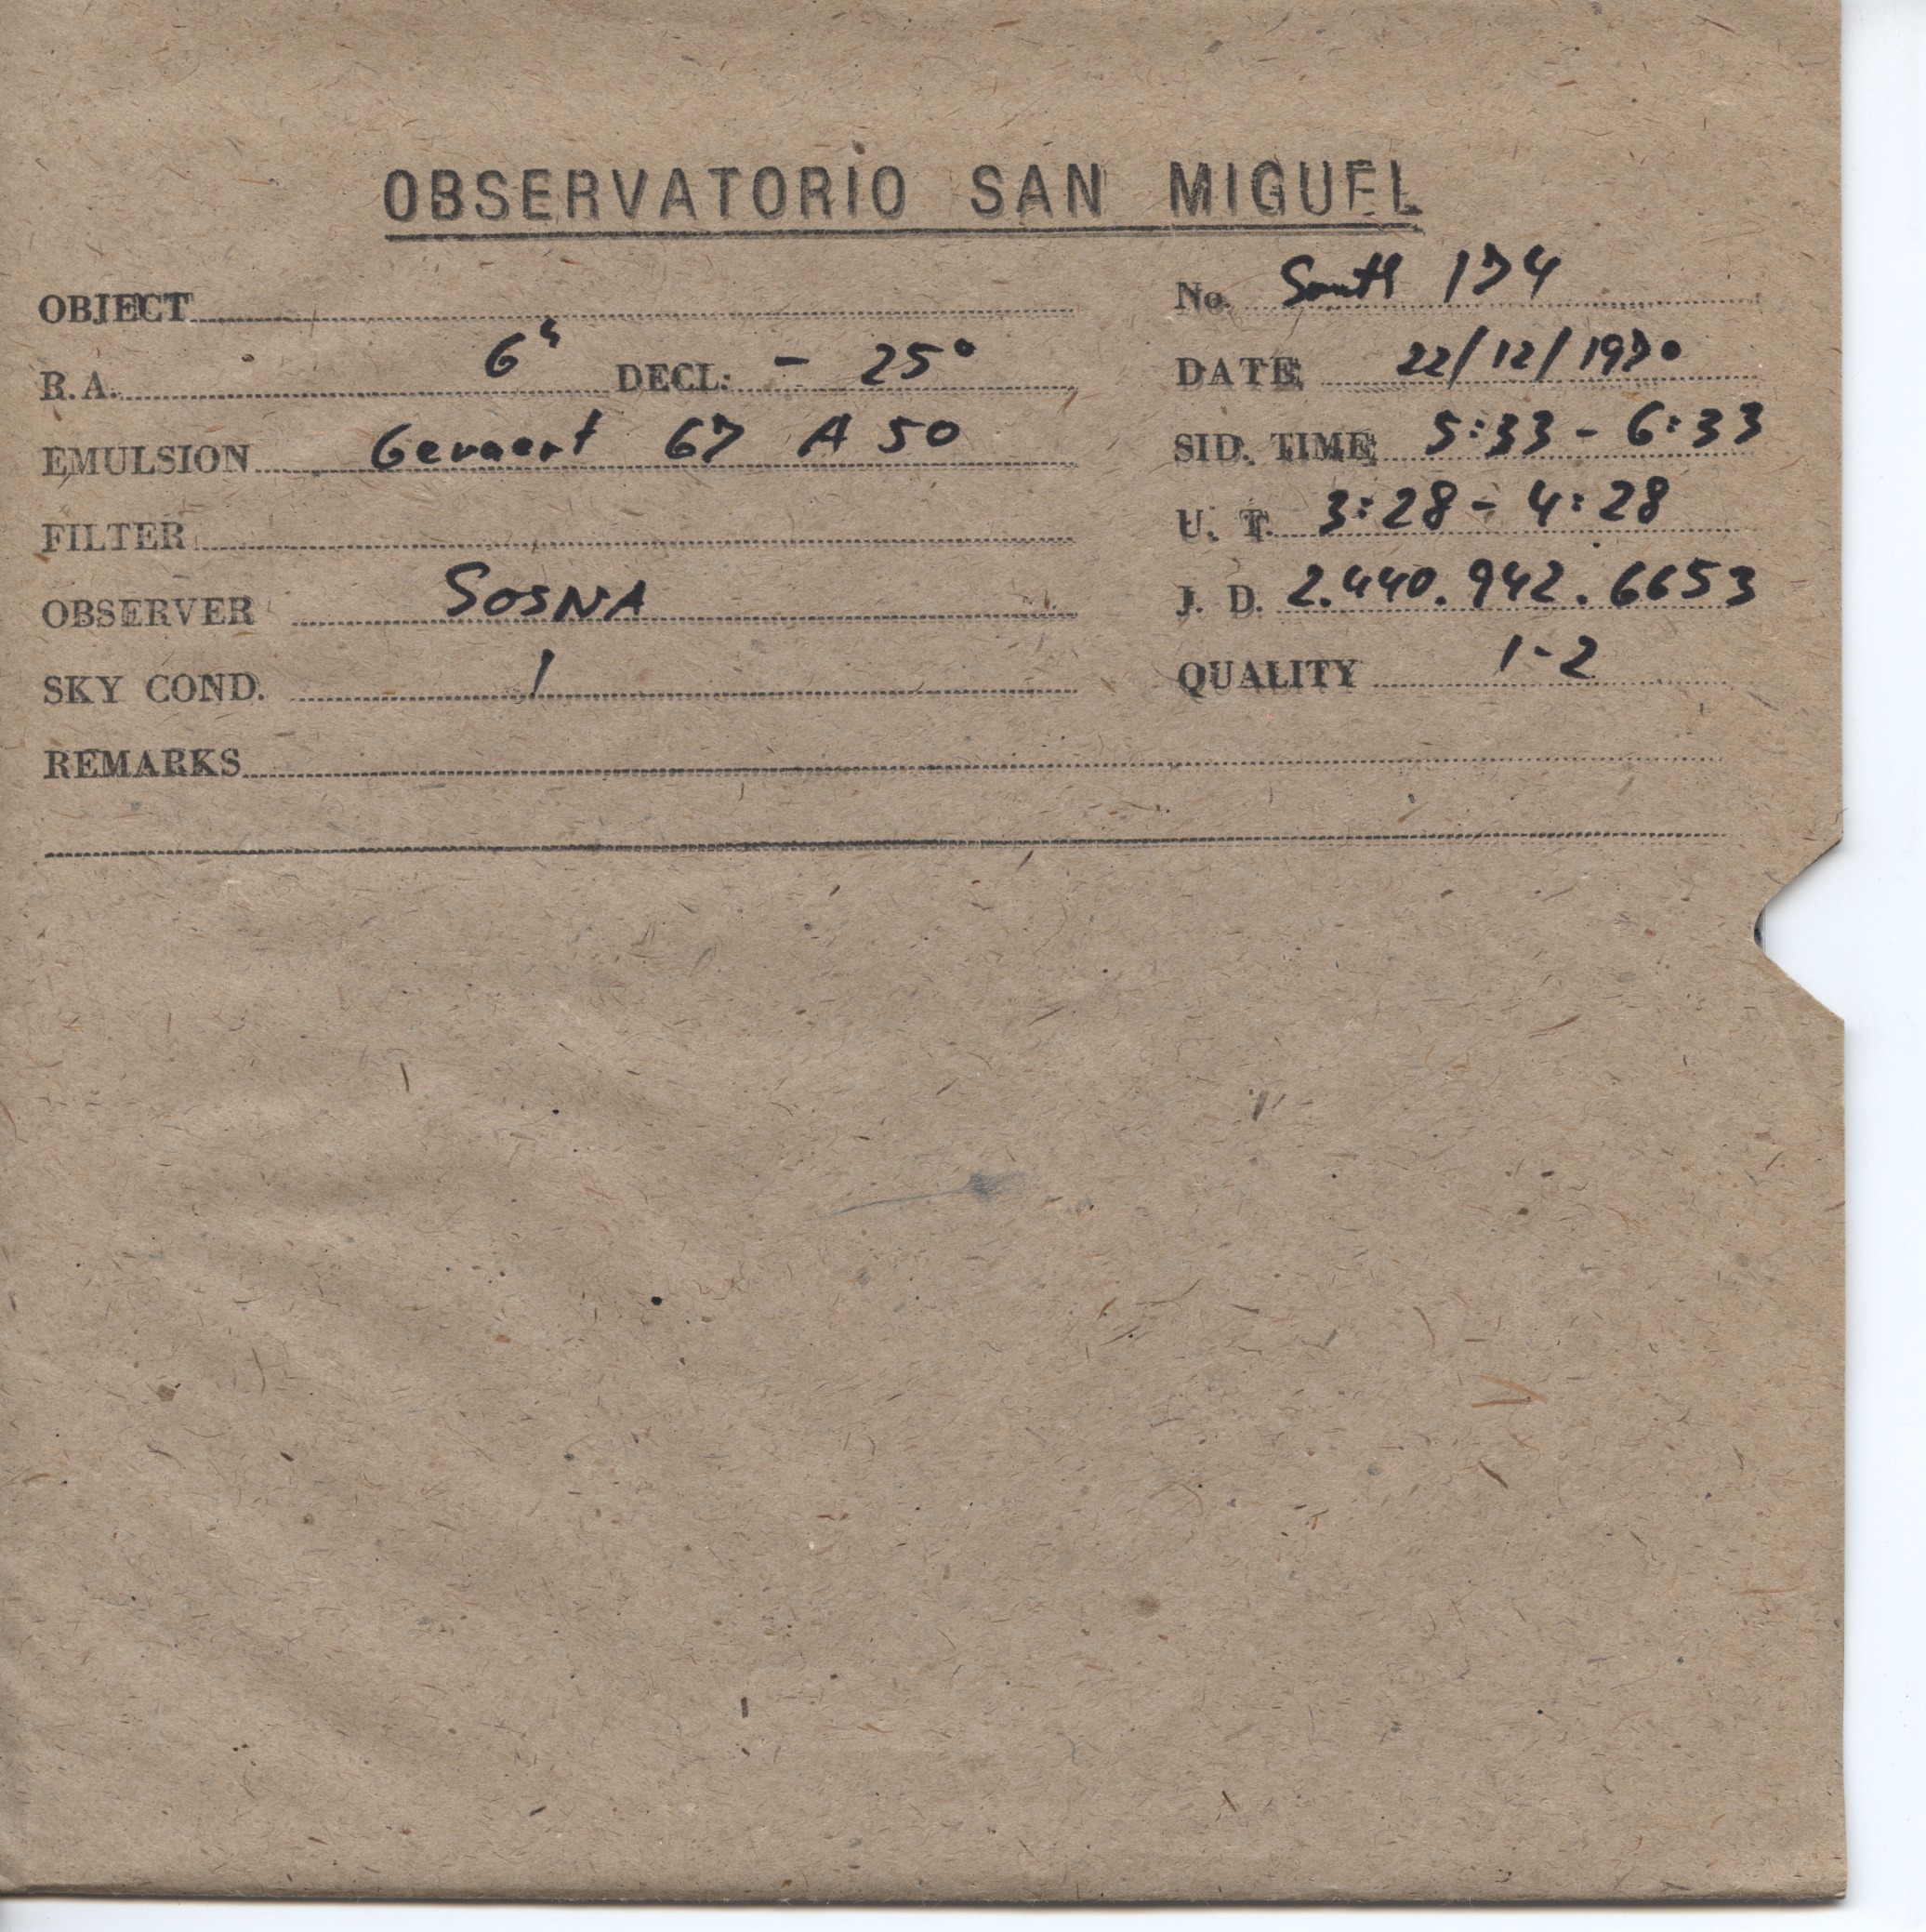 OBSERVATORIO SAN MIGUEL
OBJECT
No. South 174
R.A. 6h DECL: - 25°
DATE 22/12/1970
EMULSION Gevaert 67 A 50
SID. TIME 5:33 - 6:33
FILTER
U. T. 3:28 - 4:28
OBSERVER SOSNA
J. D. 2.440.942.6653
SKY COND. 1
QUALITY 1-2
REMARKS